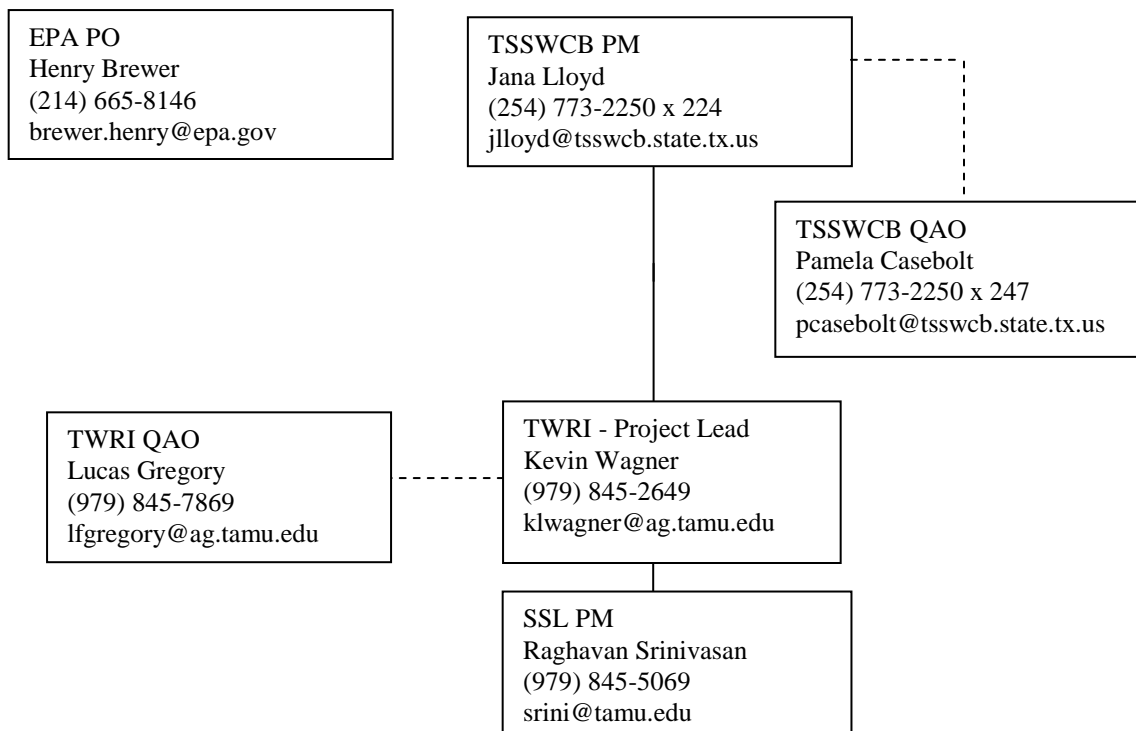 EPA PO
Henry Brewer
(214) 665-8146
brewer.henry@epa.gov
TSSWCB PM
Jana Lloyd
(254) 773-2250 x 224
jlloyd@tsswcb.state.tx.us
TSSWCB QAO
Pamela Casebolt
(254) 773-2250 x 247
pcasebolt@tsswcb.state.tx.us
TWRI QAO
Lucas Gregory
(979) 845-7869
lfgregory@ag.tamu.edu
TWRI - Project Lead
Kevin Wagner
(979) 845-2649
klwagner@ag.tamu.edu
SSL PM
Raghavan Srinivasan
(979) 845-5069
srini@tamu.edu